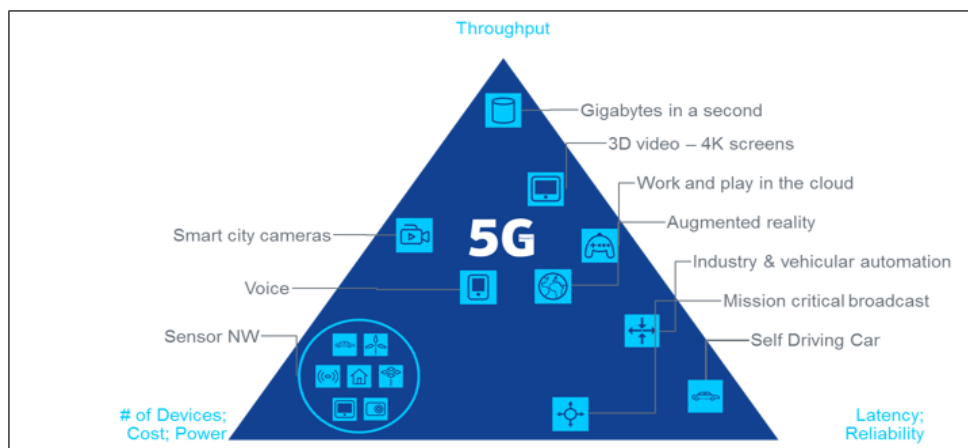 Throughput
Gigabytes in a second
3D video – 4K screens
Work and play in the cloud
Augmented reality
Smart city cameras
5G
Industry & vehicular automation
Voice
Mission critical broadcast
Sensor NW
Self Driving Car
# of Devices;
Cost; Power
Latency;
Reliability